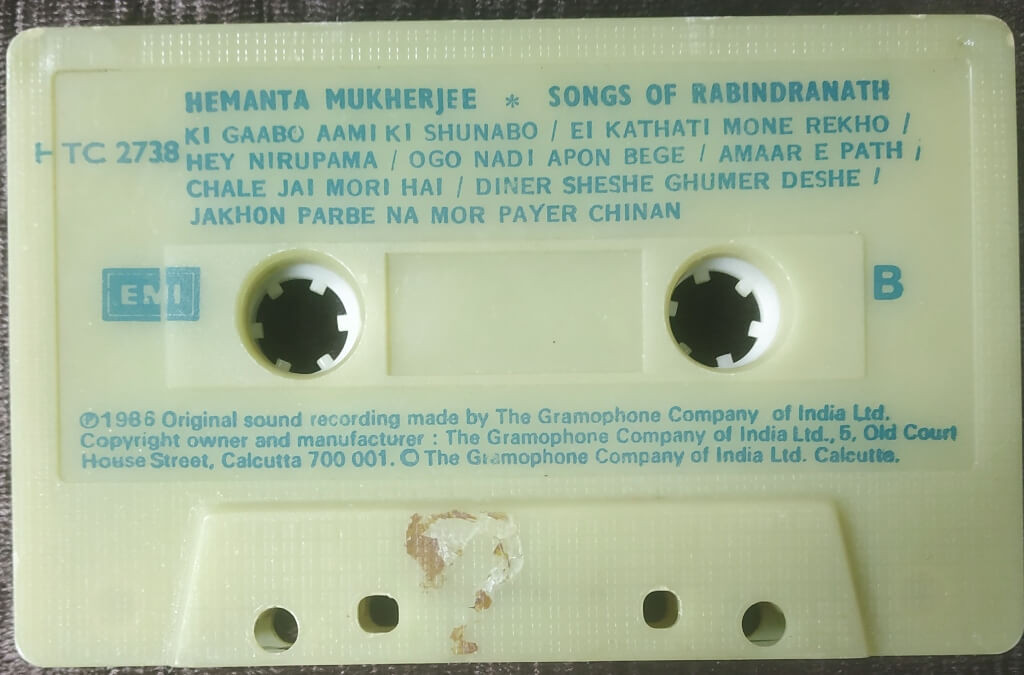 HEMANTA MUKHERJEE * SONGS OF RABINDRANATH
KI GAABO AAMI KI SHUNABO / EI KATHATI MONE REKHO /
TC 2738
HEY NIRUPAMA / OGO NADI APON BEGE / AMAAR E PATH /
CHALE JAI MORI HAI / DINER SHESHE GHUMER DESHE /
JAKHON PARBE NA MOR PAYER CHINAN
EMI
B
℗1986 Original sound recording made by The Gramophone Company of India Ltd.
Copyright owner and manufacturer : The Gramophone Company of India Ltd., 5, Old Court
House Street, Calcutta 700 001. © The Gramophone Company of India Ltd. Calcutta.